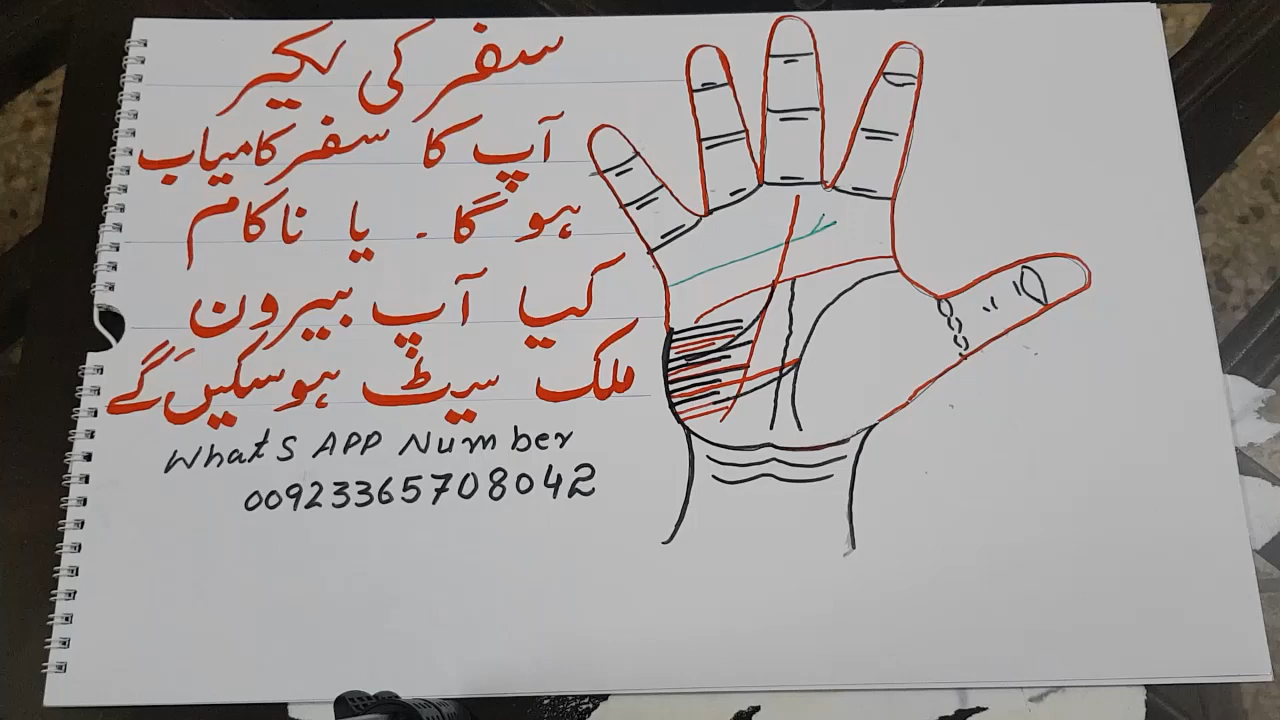 سفر کی لکیر
آپ کا سفر کامیاب
ہو گا ۔ یا ناکام
کیا آپ بیرونِ
ملک سیٹ ہو سکیں گے
WhatS APP Number
00923365708042